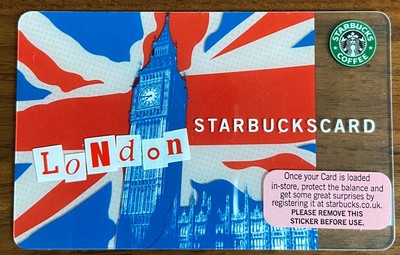 STARBUCKS
COFFEE
STARBUCKSCARD
LoNdon
Once your Card is loaded
in-store, protect the balance and
get some great surprises by
registering it at starbucks.co.uk.
PLEASE REMOVE THIS
STICKER BEFORE USE.